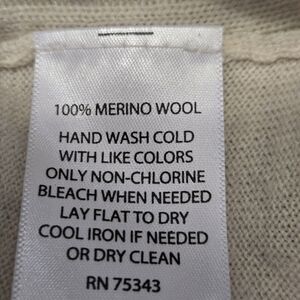 100% MERINO WOOL
HAND WASH COLD
WITH LIKE COLORS
ONLY NON-CHLORINE
BLEACH WHEN NEEDED
LAY FLAT TO DRY
COOL IRON IF NEEDED
OR DRY CLEAN
RN 75343